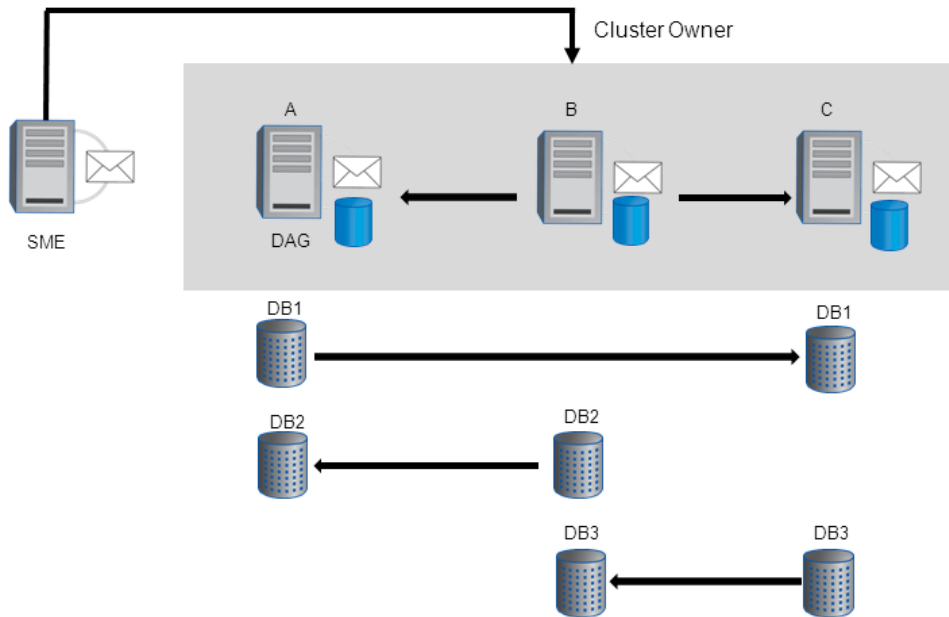 Cluster Owner
A
B
C
SME
DAG
DB1
DB1
DB2
DB2
DB3
DB3